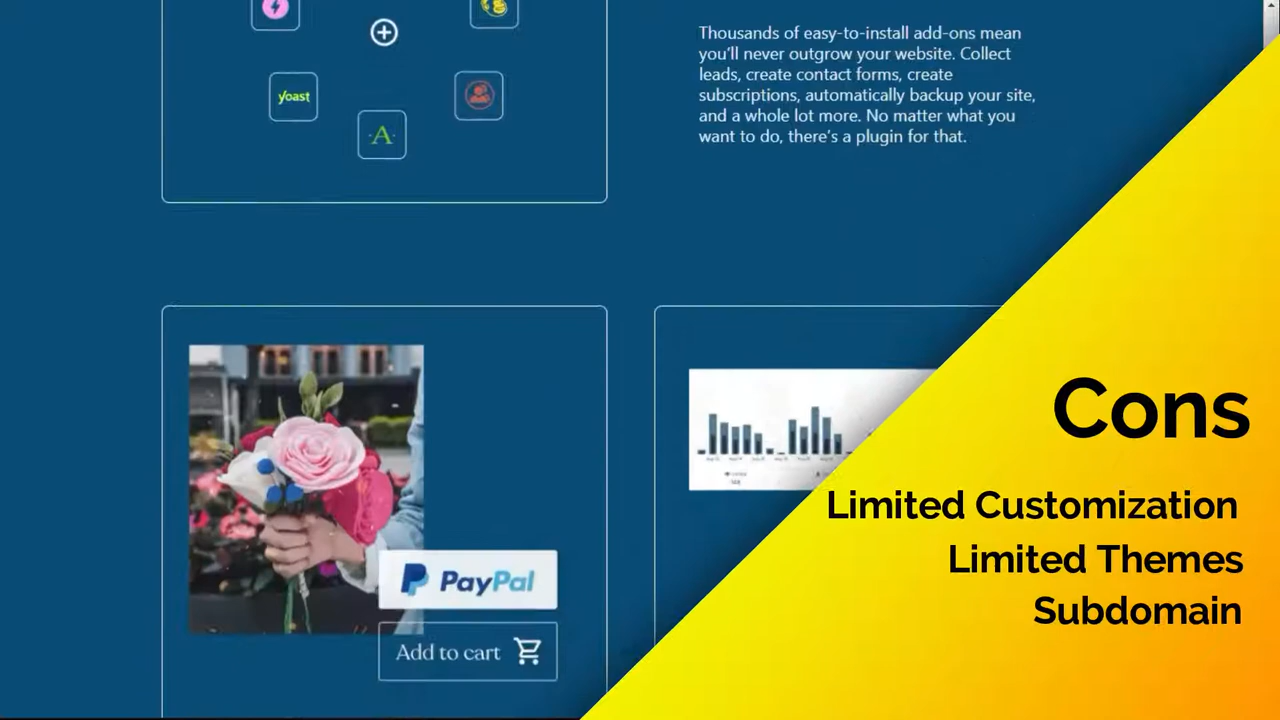 Thousands of easy-to-install add-ons mean
you'll never outgrow your website. Collect
leads, create contact forms, create
subscriptions, automatically backup your site,
and a whole lot more. No matter what you
want to do, there's a plugin for that.
yoast
A
PayPal
Add to cart
Cons
Limited Customization
Limited Themes
Subdomain